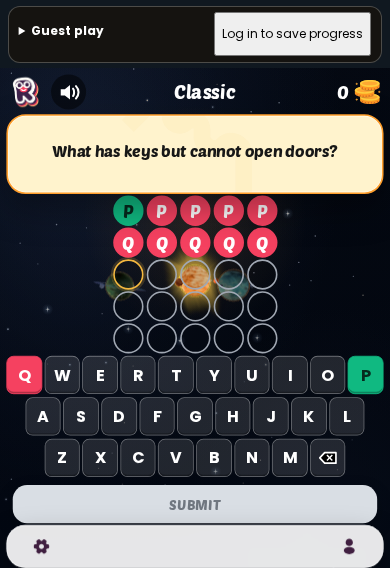 ▶ Guest play
Log in to save progress
R
Classic
0
What has keys but cannot open doors?
P P P P P
Q Q Q Q Q
Q W E R T Y U I O P
A S D F G H J K L
Z X C V B N M
SUBMIT